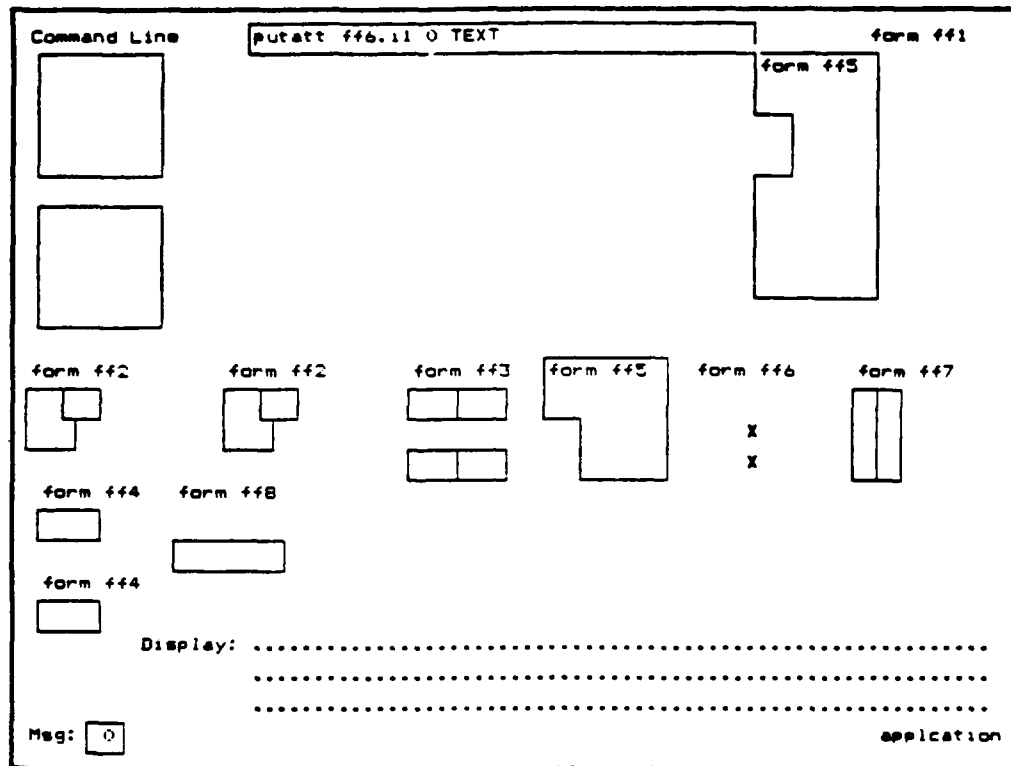 Command Line putatt ff6.i1 0 TEXT form ff1
form ff5
form ff2 form ff2 form ff3 form ff5 form ff6 form ff7
x
x
form ff4 form ff8
form ff4
Display: ..................................................................
..................................................................
..................................................................
Msg: 0 applcation